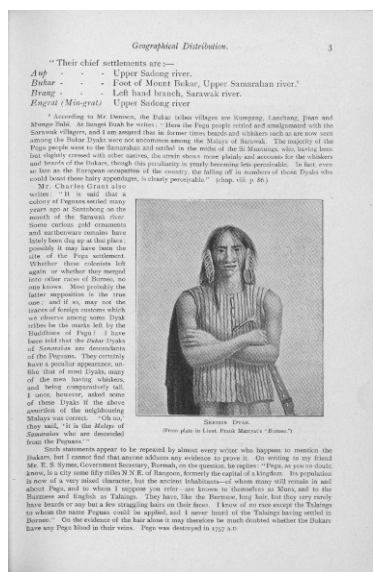 Geographical Distribution. 3
"Their chief settlements are :—
Aup - - - Upper Sadong river.
Bukar - - - Foot of Mount Bukar, Upper Samarahan river.¹
Brang - - - Left hand branch, Sarawak river.
Engrat (Min-grat) Upper Sadong river
¹ According to Mr. Denison, the Bukar tribes villages are Kumpang, Lanchang, Jinan and
Munggo Babi. At Sungei Buah he writes: "Here the Pegu people settled and amalgamated with the
Sarawak villagers, and I am assured that in former times beards and whiskers such as are now seen
among the Bukar Dyaks were not uncommon among the Malays of Sarawak. The majority of the
Pegu people went to the Samarahan and settled in the midst of the Si Muntongs, who, having been
but slightly crossed with other natives, the strain shows more plainly and accounts for the whiskers
and beards of the Bukars, though this peculiarity is yearly becoming less perceivable. In fact, even
so late as the European occupation of the country, the falling off in numbers of those Dyaks who
could boast these hairy appendages, is clearly perceivable." (chap. viii. p. 86.)
Mr. Charles Grant also
writes: "It is said that a
colony of Peguans settled many
years ago at Santobong on the
mouth of the Sarawak river.
Some curious gold ornaments
and earthenware remains have
lately been dug up at that place;
possibly it may have been the
site of the Pegu settlement.
Whether these colonists left
again or whether they merged
into other races of Borneo, no
one knows. Most probably the
latter supposition is the true
one; and if so, may not the
traces of foreign customs which
we observe among some Dyak
tribes be the marks left by the
Buddhists of Pegu? I have
been told that the Bukar Dyaks
of Samarahan are descendants
of the Peguans. They certainly
have a peculiar appearance, un-
like that of most Dyaks, many
of the men having whiskers,
and being comparatively tall.
I once, however, asked some
of these Dyaks if the above
assertion of the neighbouring
Malays was correct. 'Oh no,'
they said, 'it is the Malays of
Samarahan who are descended
from the Peguans.'"
Dyak.
(From plate in Lieut. Frank Marryat's "Borneo.")
Such statements appear to be repeated by almost every writer who happens to mention the
Bukars, but I cannot find that anyone adduces any evidence to prove it. On writing to my friend
Mr. E. S. Symes, Government Secretary, Burmah, on the question, he replies: "Pegu, as you no doubt
know, is a city some fifty miles N.N.E. of Rangoon, formerly the capital of a kingdom. Its population
is now of a very mixed character, but the ancient inhabitants—of whom many still remain in and
about Pegu, and to whom I suppose you refer—are known to themselves as Muns, and to the
Burmese and English as Talaings. They have, like the Burmese, long hair, but they very rarely
have beards or any but a few straggling hairs on their faces. I know of no race except the Talaings
to whom the name Peguan could be applied, and I never heard of the Talaings having settled in
Borneo." On the evidence of the hair alone it may therefore be much doubted whether the Bukars
have any Pegu blood in their veins. Pegu was destroyed in 1757 A.D.